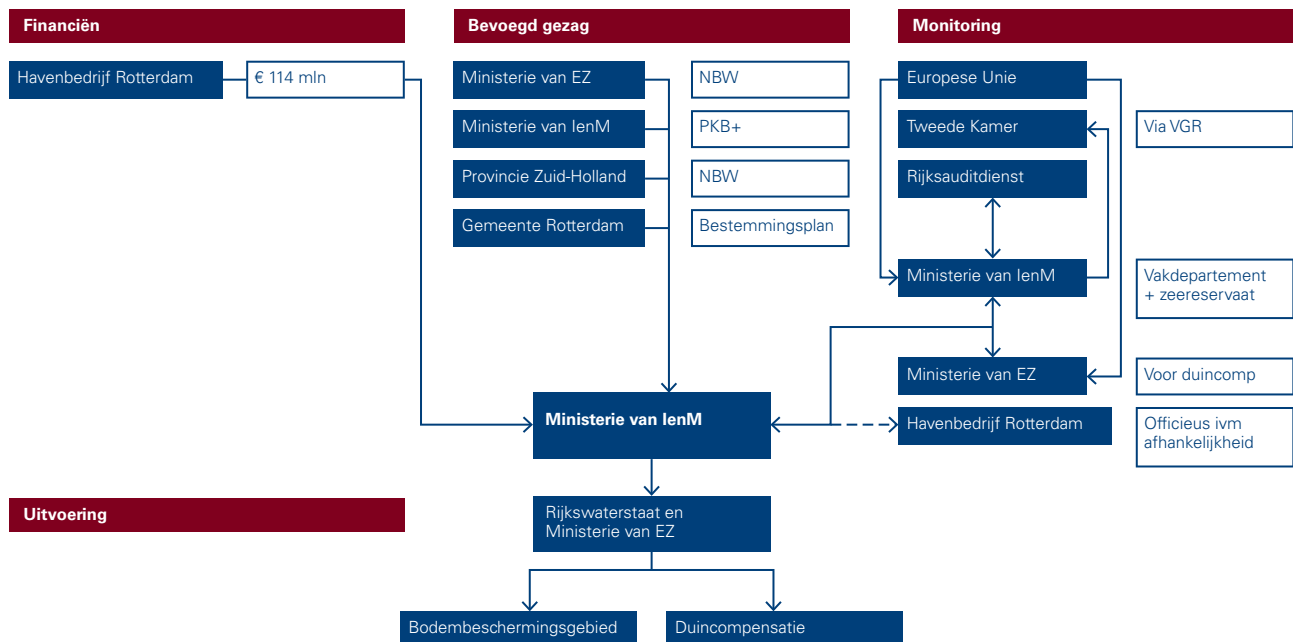 Financiën
Havenbedrijf Rotterdam
€ 114 mln
Bevoegd gezag
Ministerie van EZ
NBW
Ministerie van IenM
PKB+
Provincie Zuid-Holland
NBW
Gemeente Rotterdam
Bestemmingsplan
Monitoring
Europese Unie
Tweede Kamer
Via VGR
Rijksauditdienst
Ministerie van IenM
Vakdepartement
+ zeereservaat
Ministerie van EZ
Voor duincomp
Havenbedrijf Rotterdam
Officieus ivm
afhankelijkheid
Ministerie van IenM
Uitvoering
Rijkswaterstaat en
Ministerie van EZ
Bodembeschermingsgebied
Duincompensatie